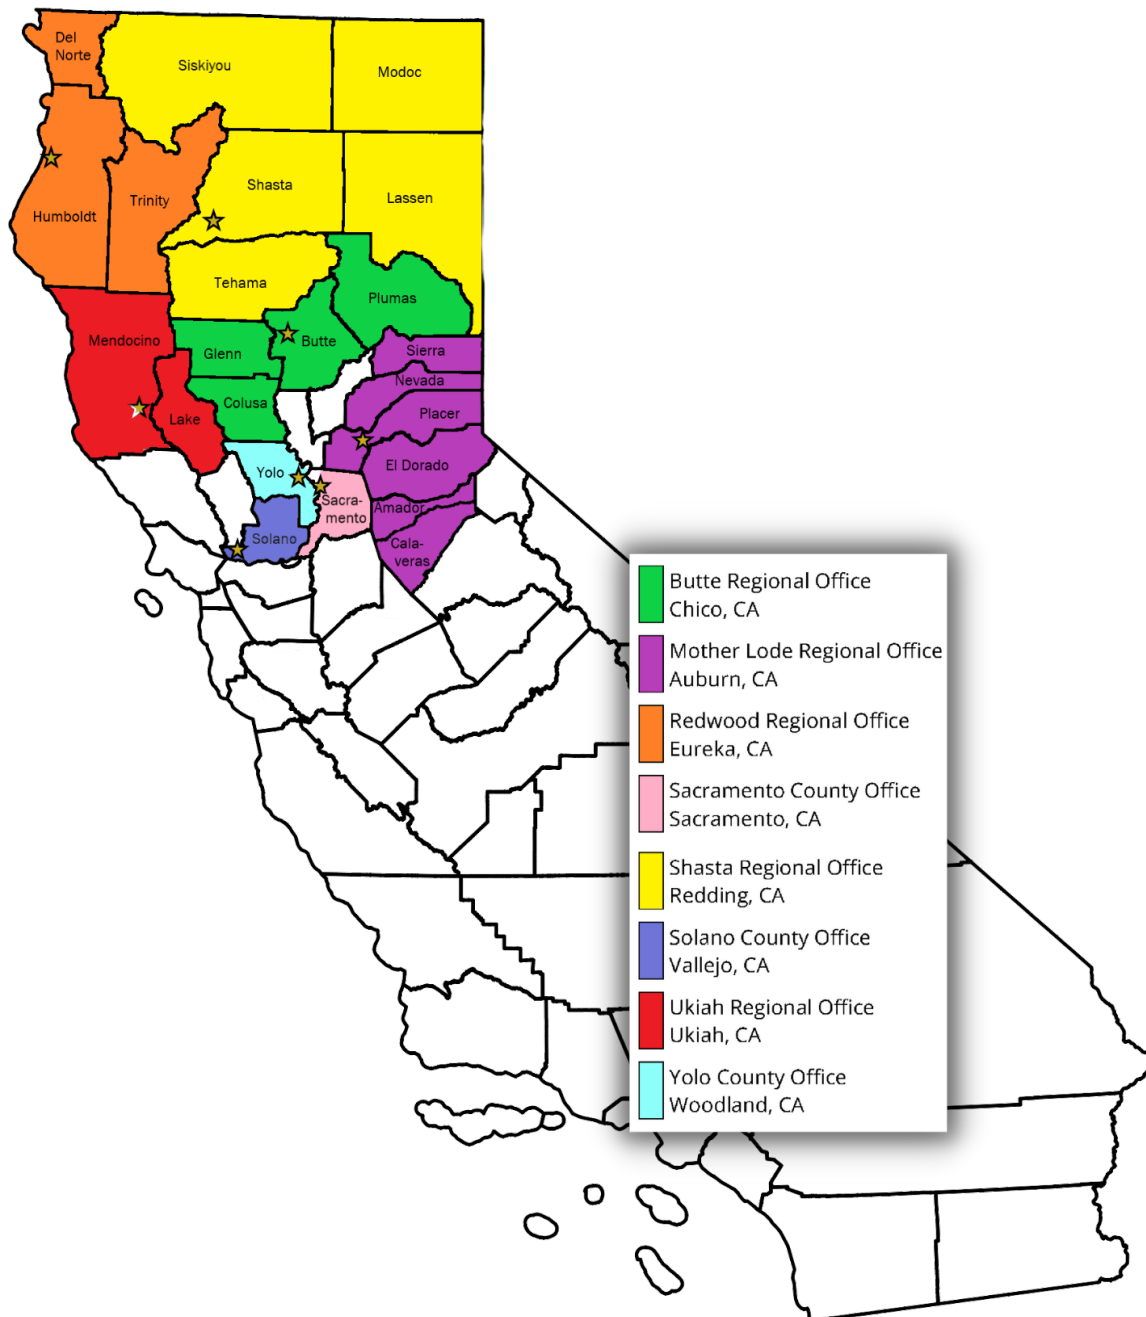 Del
Norte
Siskiyou
Modoc
Humboldt
Trinity
Shasta
Lassen
Tehama
Plumas
Mendocino
Glenn
Butte
Sierra
Nevada
Lake
Colusa
Placer
Yolo
El Dorado
Sacra-
mento
Amador
Solano
Cala-
veras
Butte Regional Office
Chico, CA
Mother Lode Regional Office
Auburn, CA
Redwood Regional Office
Eureka, CA
Sacramento County Office
Sacramento, CA
Shasta Regional Office
Redding, CA
Solano County Office
Vallejo, CA
Ukiah Regional Office
Ukiah, CA
Yolo County Office
Woodland, CA